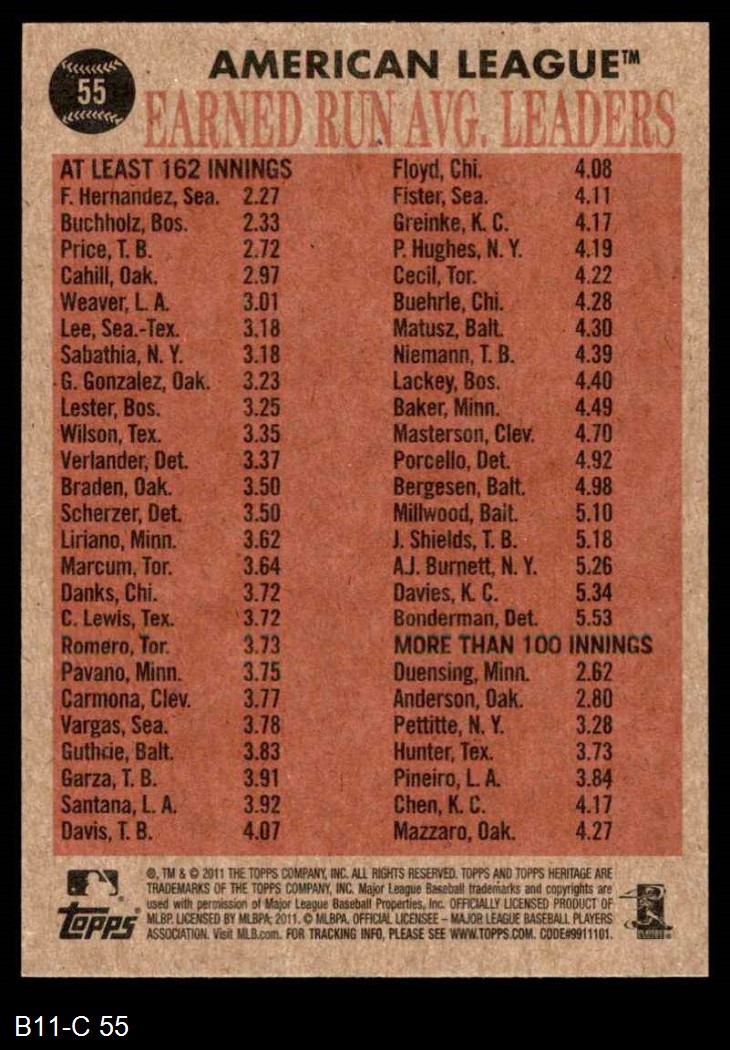 55
AMERICAN LEAGUE™
EARNED RUN AVG. LEADERS
AT LEAST 162 INNINGS
F. Hernandez, Sea. 2.27
Buchholz, Bos. 2.33
Price, T. B. 2.72
Cahill, Oak. 2.97
Weaver, L. A. 3.01
Lee, Sea.-Tex. 3.18
Sabathia, N. Y. 3.18
G. Gonzalez, Oak. 3.23
Lester, Bos. 3.25
Wilson, Tex. 3.35
Verlander, Det. 3.37
Braden, Oak. 3.50
Scherzer, Det. 3.50
Liriano, Minn. 3.62
Marcum, Tor. 3.64
Danks, Chi. 3.72
C. Lewis, Tex. 3.72
Romero, Tor. 3.73
Pavano, Minn. 3.75
Carmona, Clev. 3.77
Vargas, Sea. 3.78
Guthrie, Balt. 3.83
Garza, T. B. 3.91
Santana, L. A. 3.92
Davis, T. B. 4.07
Floyd, Chi. 4.08
Fister, Sea. 4.11
Greinke, K. C. 4.17
P. Hughes, N. Y. 4.19
Cecil, Tor. 4.22
Buehrle, Chi. 4.28
Matusz, Balt. 4.30
Niemann, T. B. 4.39
Lackey, Bos. 4.40
Baker, Minn. 4.49
Masterson, Clev. 4.70
Porcello, Det. 4.92
Bergesen, Balt. 4.98
Millwood, Balt. 5.10
J. Shields, T. B. 5.18
A.J. Burnett, N. Y. 5.26
Davies, K. C. 5.34
Bonderman, Det. 5.53
MORE THAN 100 INNINGS
Duensing, Minn. 2.62
Anderson, Oak. 2.80
Pettitte, N. Y. 3.28
Hunter, Tex. 3.73
Pineiro, L. A. 3.84
Chen, K. C. 4.17
Mazzaro, Oak. 4.27
®, TM & © 2011 THE TOPPS COMPANY, INC. ALL RIGHTS RESERVED. TOPPS AND TOPPS HERITAGE ARE
TRADEMARKS OF THE TOPPS COMPANY, INC. Major League Baseball trademarks and copyrights are
used with permission of Major League Baseball Properties, Inc. OFFICIALLY LICENSED PRODUCT OF
MLBP. LICENSED BY MLBPA; 2011. © MLBPA. OFFICIAL LICENSEE – MAJOR LEAGUE BASEBALL PLAYERS
ASSOCIATION. Visit MLB.com. FOR TRACKING INFO, PLEASE SEE WWW.TOPPS.COM. CODE#9911101.
Topps®
B11-C 55